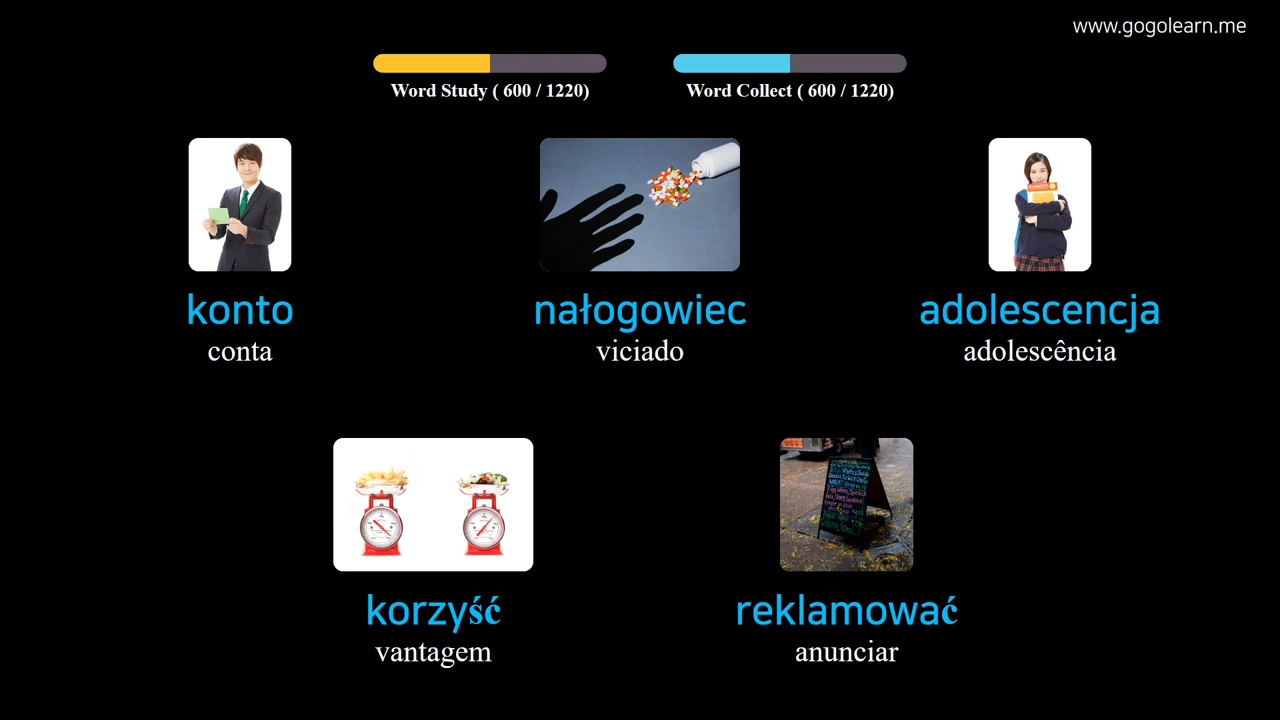 www.gogolearn.me
Word Study ( 600 / 1220)
Word Collect ( 600 / 1220)
konto
conta
nałogowiec
viciado
adolescencja
adolescência
korzyść
vantagem
reklamować
anunciar